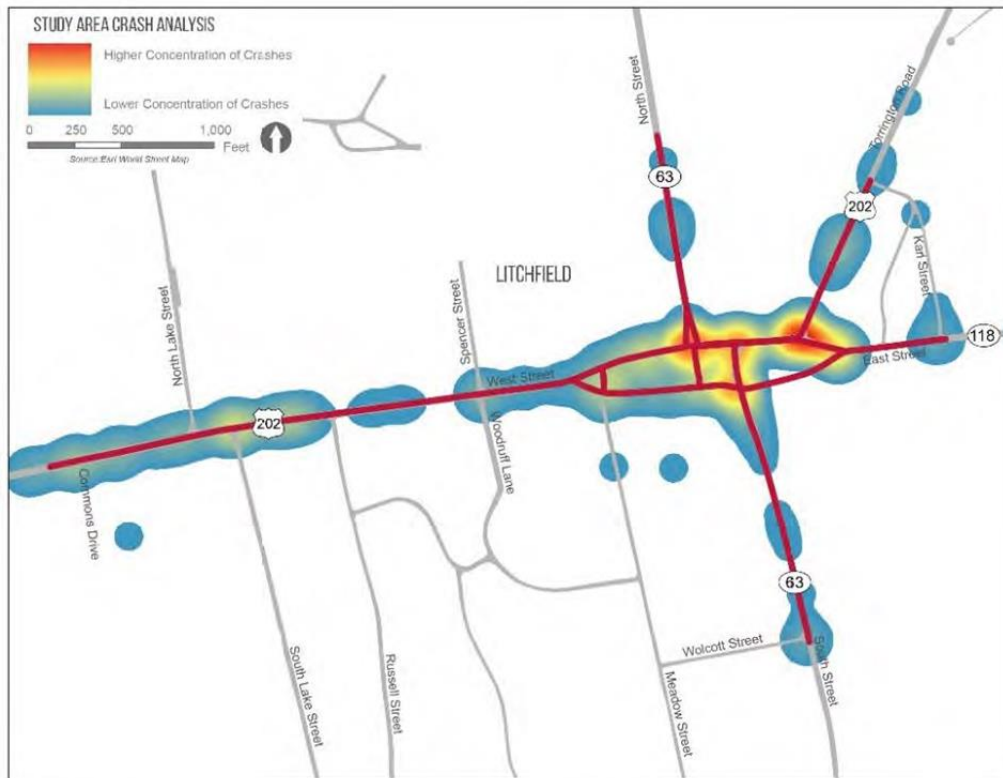 STUDY AREA CRASH ANALYSIS
Higher Concentration of Crashes
Lower Concentration of Crashes
0 250 500 1,000
Feet
Source:Esri World Street Map
North Street
Torrington Road
63
202
Karl Street
LITCHFIELD
North Lake Street
Spencer Street
118
East Street
West Street
202
Woodruff Lane
Commons Drive
63
Wolcott Street
South Lake Street
Russell Street
Meadow Street
South Street